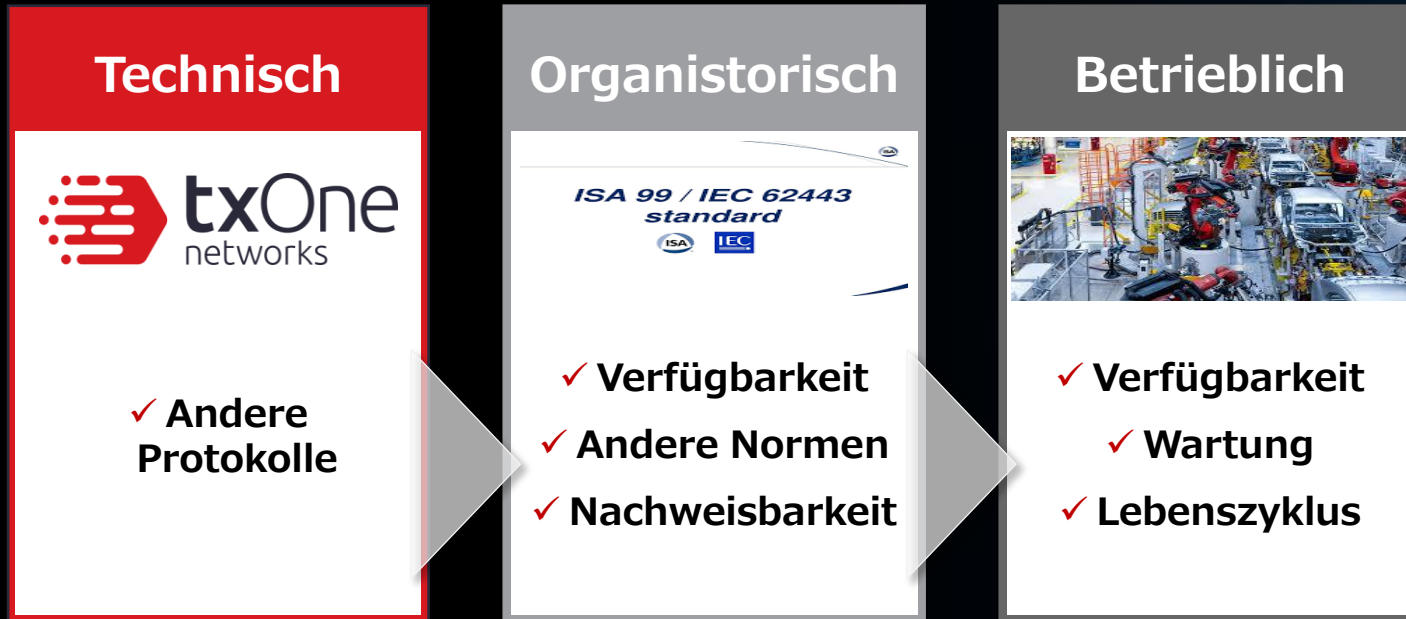 Technisch
txOne
networks
✓ Andere
Protokolle
Organistorisch
ISA
ISA 99 / IEC 62443
standard
ISA IEC
✓ Verfügbarkeit
✓ Andere Normen
✓ Nachweisbarkeit
Betrieblich
✓ Verfügbarkeit
✓ Wartung
✓ Lebenszyklus